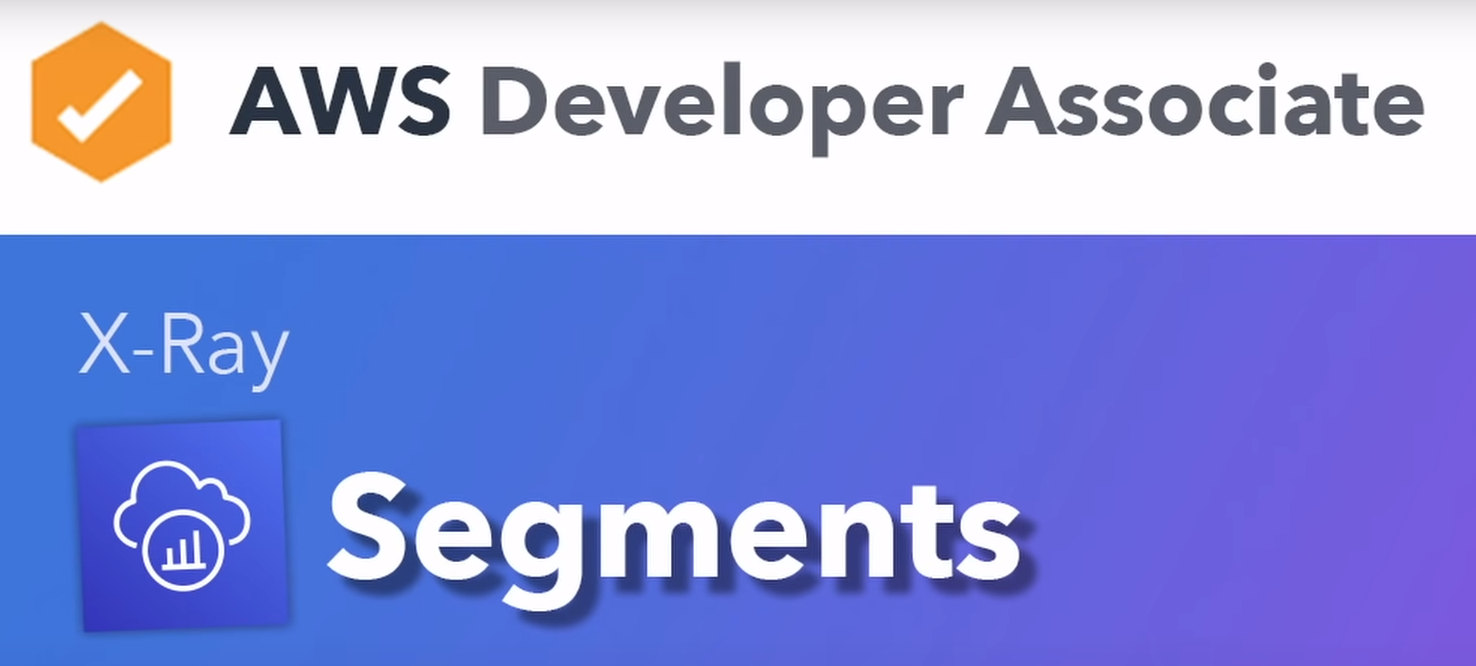 AWS Developer Associate
X-Ray
Segments